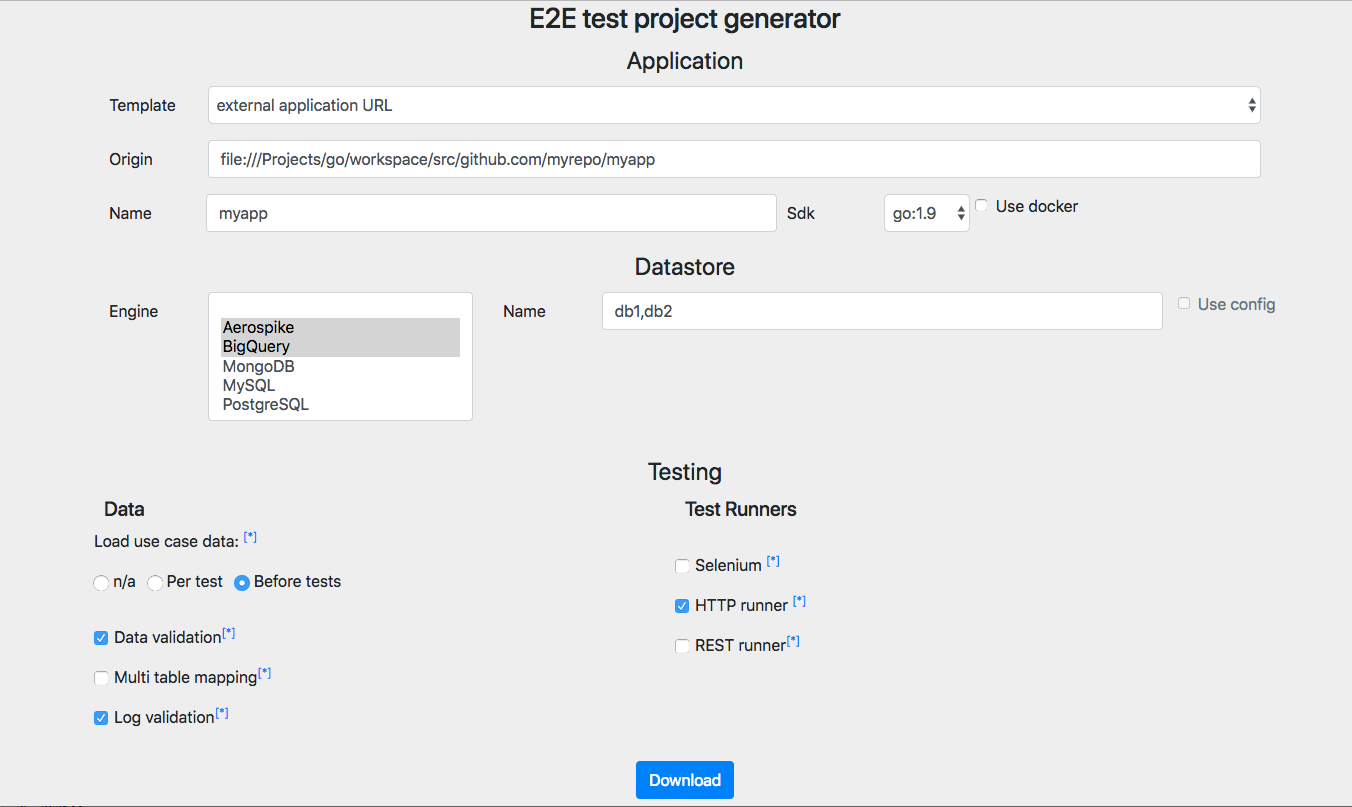 E2E test project generator
Application
Template external application URL
Origin file:///Projects/go/workspace/src/github.com/myrepo/myapp
Name myapp Sdk go:1.9 Use docker
Datastore
Engine Name db1,db2 Use config
Aerospike
BigQuery
MongoDB
MySQL
PostgreSQL
Testing
Data
Load use case data: [*]
n/a Per test Before tests
Data validation[*]
Multi table mapping[*]
Log validation[*]
Test Runners
Selenium [*]
HTTP runner [*]
REST runner[*]
Download